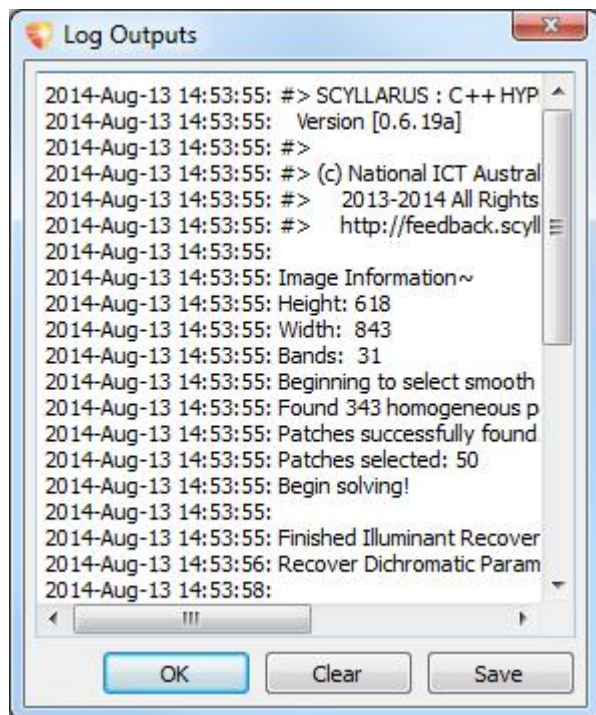 Log Outputs
2014-Aug-13 14:53:55: #> SCYLLARUS : C++ HYP
2014-Aug-13 14:53:55: Version [0.6.19a]
2014-Aug-13 14:53:55: #>
2014-Aug-13 14:53:55: #> (c) National ICT Austral
2014-Aug-13 14:53:55: #> 2013-2014 All Rights
2014-Aug-13 14:53:55: #> http://feedback.scyll
2014-Aug-13 14:53:55:
2014-Aug-13 14:53:55: Image Information~
2014-Aug-13 14:53:55: Height: 618
2014-Aug-13 14:53:55: Width: 843
2014-Aug-13 14:53:55: Bands: 31
2014-Aug-13 14:53:55: Beginning to select smooth
2014-Aug-13 14:53:55: Found 343 homogeneous p
2014-Aug-13 14:53:55: Patches successfully found.
2014-Aug-13 14:53:55: Patches selected: 50
2014-Aug-13 14:53:55: Begin solving!
2014-Aug-13 14:53:55:
2014-Aug-13 14:53:55: Finished Illuminant Recover
2014-Aug-13 14:53:56: Recover Dichromatic Param
2014-Aug-13 14:53:58:
OK Clear Save